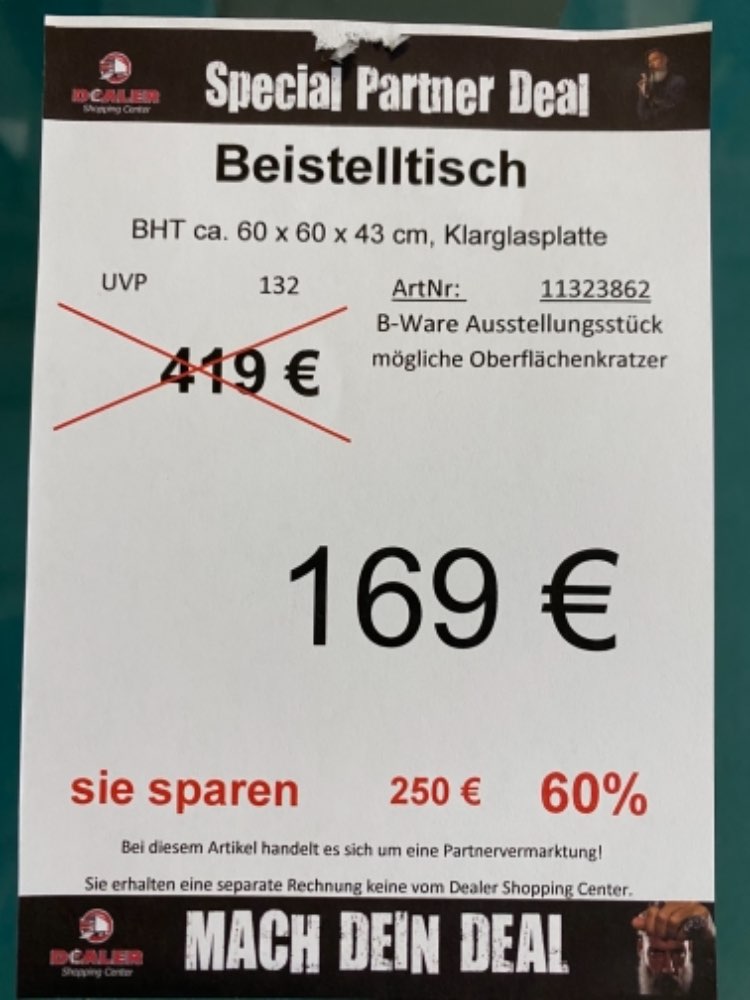 DEALER
Shopping Center
Special Partner Deal
Beistelltisch
BHT ca. 60 x 60 x 43 cm, Klarglasplatte
UVP 132 ArtNr: 11323862
B-Ware Ausstellungsstück
419 € mögliche Oberflächenkratzer
169 €
sie sparen 250 € 60%
Bei diesem Artikel handelt es sich um eine Partnervermarktung!
Sie erhalten eine separate Rechnung keine vom Dealer Shopping Center.
DEALER
Shopping Center
MACH DEIN DEAL